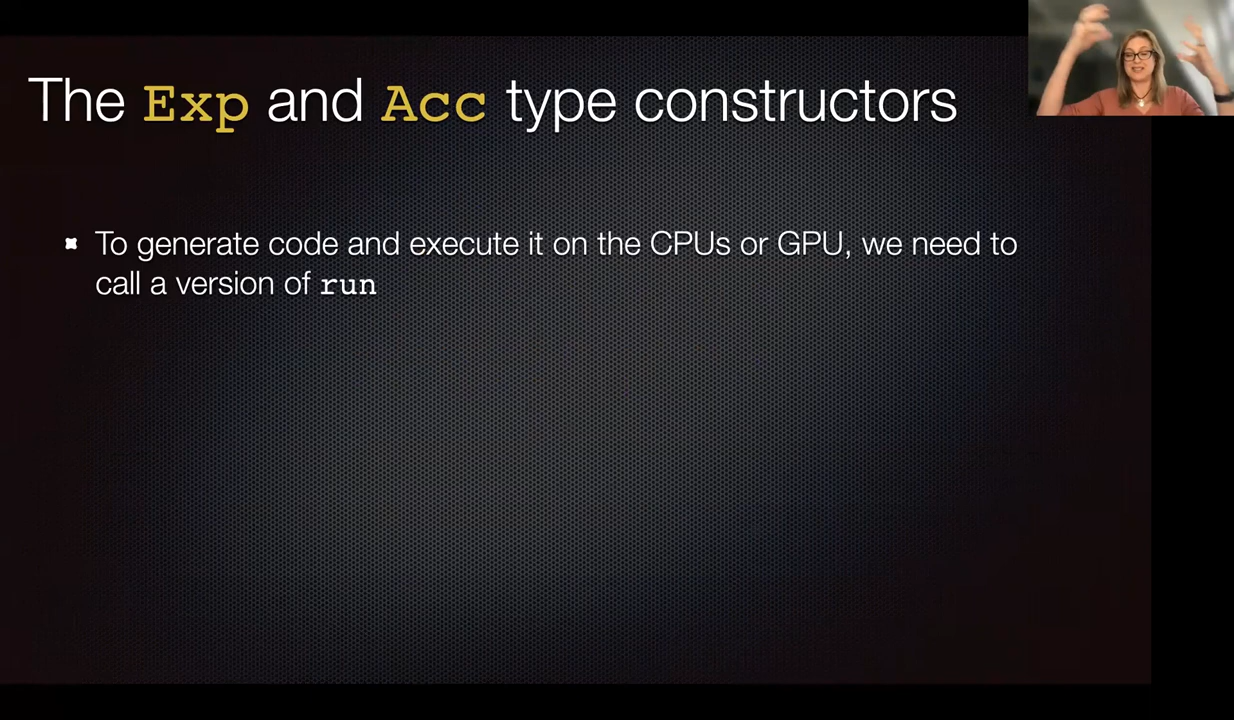 The Exp and Acc type constructors
To generate code and execute it on the CPUs or GPU, we need to
call a version of run